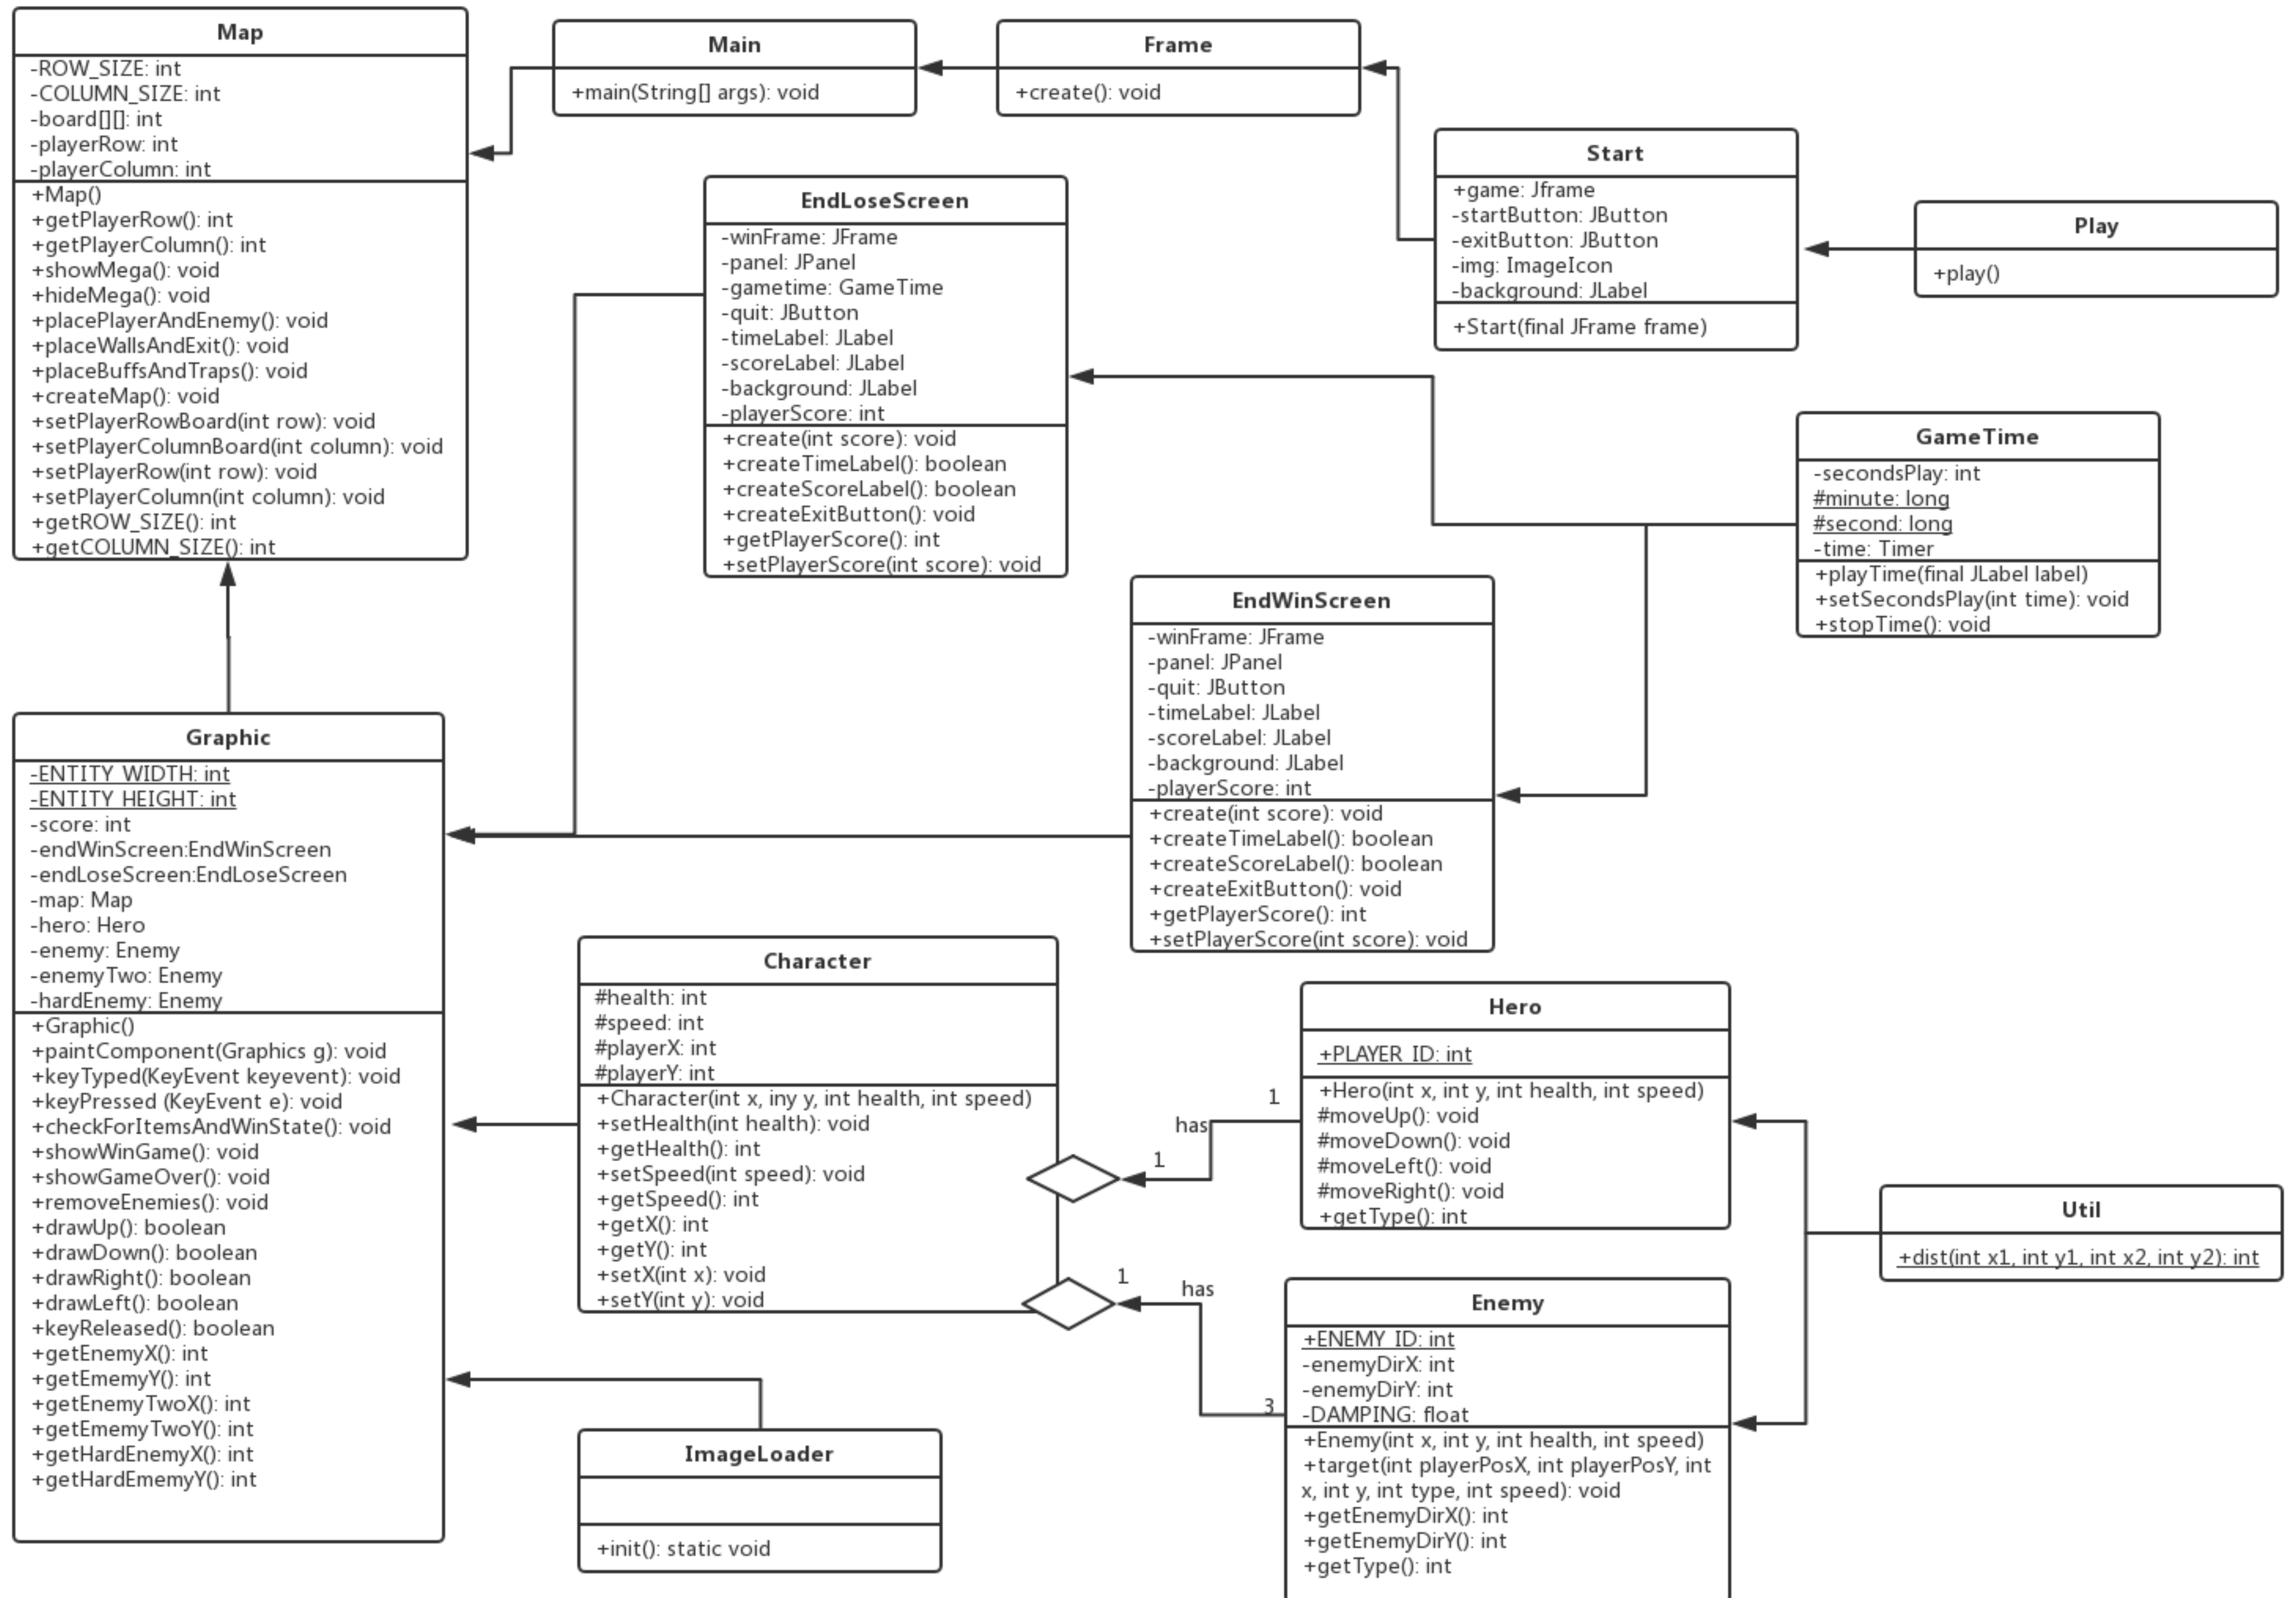 Map
-ROW_SIZE: int
-COLUMN_SIZE: int
-board[][]: int
-playerRow: int
-playerColumn: int
+Map()
+getPlayerRow(): int
+getPlayerColumn(): int
+showMega(): void
+hideMega(): void
+placePlayerAndEnemy(): void
+placeWallsAndExit(): void
+placeBuffsAndTraps(): void
+createMap(): void
+setPlayerRowBoard(int row): void
+setPlayerColumnBoard(int column): void
+setPlayerRow(int row): void
+setPlayerColumn(int column): void
+getROW_SIZE(): int
+getCOLUMN_SIZE(): int
Main
+main(String[] args): void
Frame
+create(): void
Start
+game: Jframe
-startButton: JButton
-exitButton: JButton
-img: ImageIcon
-background: JLabel
+Start(final JFrame frame)
Play
+play()
EndLoseScreen
-winFrame: JFrame
-panel: JPanel
-gametime: GameTime
-quit: JButton
-timeLabel: JLabel
-scoreLabel: JLabel
-background: JLabel
-playerScore: int
+create(int score): void
+createTimeLabel(): boolean
+createScoreLabel(): boolean
+createExitButton(): void
+getPlayerScore(): int
+setPlayerScore(int score): void
GameTime
-secondsPlay: int
#minute: long
#second: long
-time: Timer
+playTime(final JLabel label)
+setSecondsPlay(int time): void
+stopTime(): void
EndWinScreen
-winFrame: JFrame
-panel: JPanel
-quit: JButton
-timeLabel: JLabel
-scoreLabel: JLabel
-background: JLabel
-playerScore: int
+create(int score): void
+createTimeLabel(): boolean
+createScoreLabel(): boolean
+createExitButton(): void
+getPlayerScore(): int
+setPlayerScore(int score): void
Graphic
-ENTITY_WIDTH: int
-ENTITY_HEIGHT: int
-score: int
-endWinScreen:EndWinScreen
-endLoseScreen:EndLoseScreen
-map: Map
-hero: Hero
-enemy: Enemy
-enemyTwo: Enemy
-hardEnemy: Enemy
+Graphic()
+paintComponent(Graphics g): void
+keyTyped(KeyEvent keyevent): void
+keyPressed (KeyEvent e): void
+checkForItemsAndWinState(): void
+showWinGame(): void
+showGameOver(): void
+removeEnemies(): void
+drawUp(): boolean
+drawDown(): boolean
+drawRight(): boolean
+drawLeft(): boolean
+keyReleased(): boolean
+getEnemyX(): int
+getEmemyY(): int
+getEnemyTwoX(): int
+getEmemyTwoY(): int
+getHardEnemyX(): int
+getHardEmemyY(): int
Character
#health: int
#speed: int
#playerX: int
#playerY: int
+Character(int x, iny y, int health, int speed)
+setHealth(int health): void
+getHealth(): int
+setSpeed(int speed): void
+getSpeed(): int
+getX(): int
+getY(): int
+setX(int x): void
+setY(int y): void
1
has
1
1
has
3
Hero
+PLAYER_ID: int
+Hero(int x, int y, int health, int speed)
#moveUp(): void
#moveDown(): void
#moveLeft(): void
#moveRight(): void
+getType(): int
Util
+dist(int x1, int y1, int x2, int y2): int
Enemy
+ENEMY_ID: int
-enemyDirX: int
-enemyDirY: int
-DAMPING: float
+Enemy(int x, int y, int health, int speed)
+target(int playerPosX, int playerPosY, int
x, int y, int type, int speed): void
+getEnemyDirX(): int
+getEnemyDirY(): int
+getType(): int
ImageLoader
+init(): static void